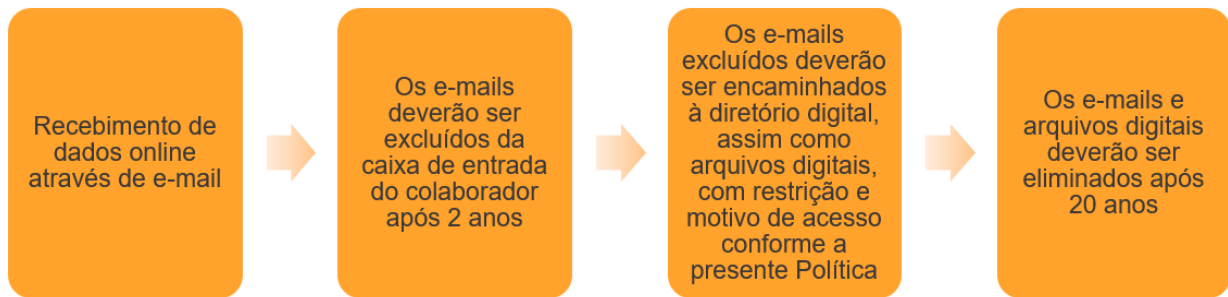 Recebimento de
dados online
através de e-mail
Os e-mails
deverão ser
excluídos da
caixa de entrada
do colaborador
após 2 anos
Os e-mails
excluídos deverão
ser encaminhados
à diretório digital,
assim como
arquivos digitais,
com restrição e
motivo de acesso
conforme a
presente Política
Os e-mails e
arquivos digitais
deverão ser
eliminados após
20 anos